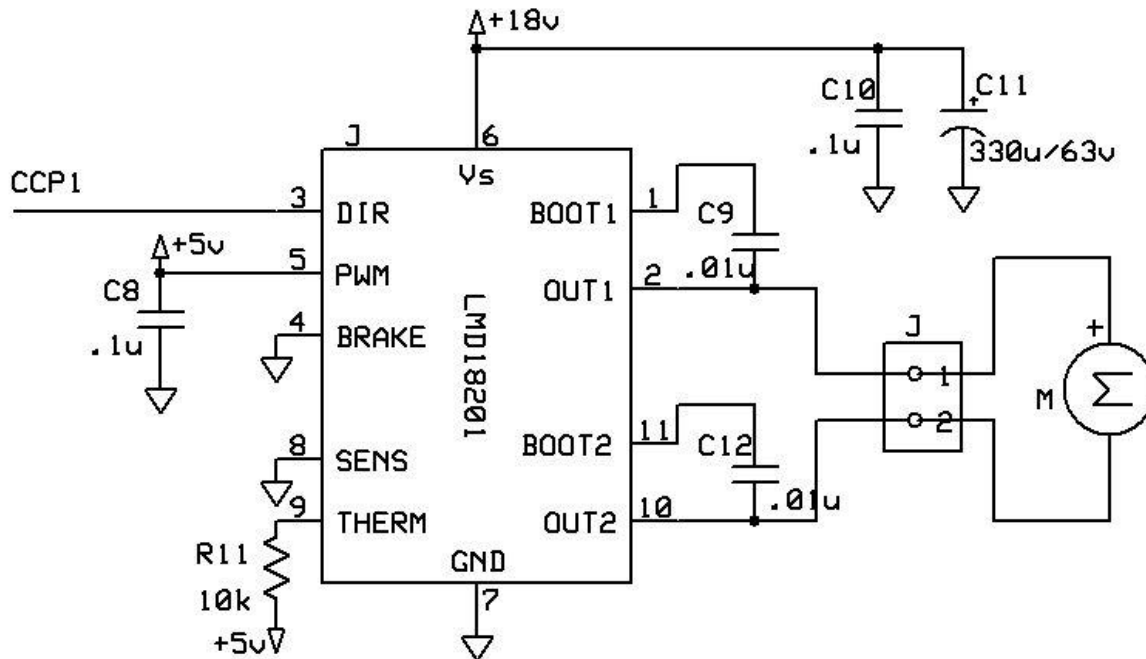 +18v
C10
.1u
C11
+
330u/63v
J
6
Vs
CCP1
3
DIR
BOOT1
1
C9
.01u
+5v
5
PWM
OUT1
2
C8
.1u
4
BRAKE
LMD18201
J
1
2
+
M
Σ
8
SENS
BOOT2
11
C12
.01u
9
THERM
OUT2
10
R11
10k
+5v
GND
7